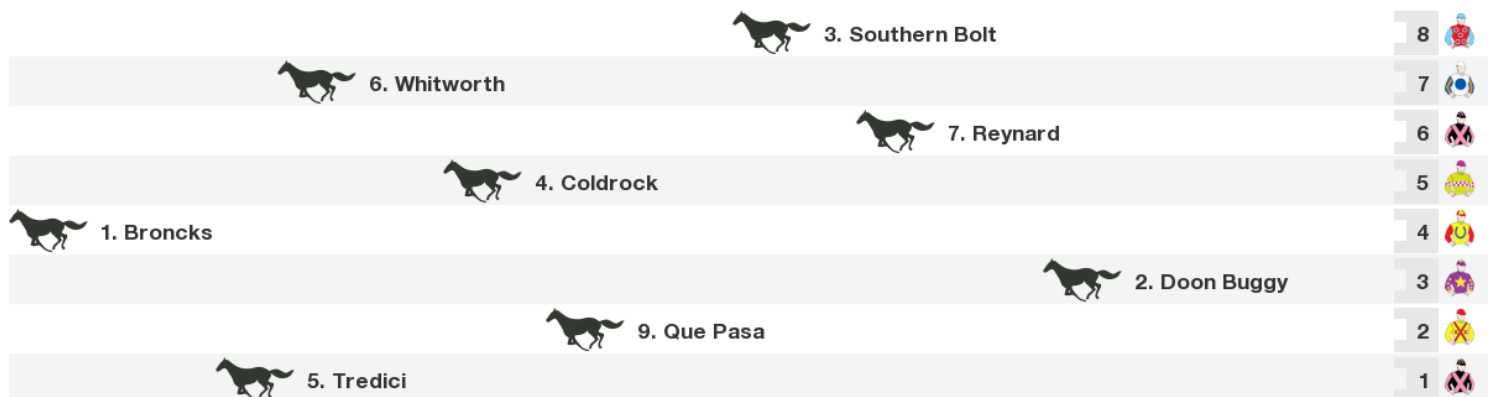 3. Southern Bolt 8
6. Whitworth 7
7. Reynard 6
4. Coldrock 5
1. Broncks 4
2. Doon Buggy 3
9. Que Pasa 2
5. Tredici 1